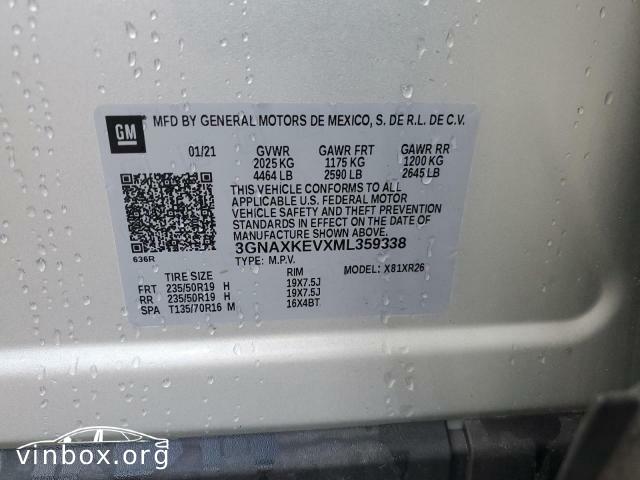 GM MFD BY GENERAL MOTORS DE MEXICO, S. DE R.L. DE C.V.
01/21 GVWR GAWR FRT GAWR RR
2025 KG 1175 KG 1200 KG
4464 LB 2590 LB 2645 LB
THIS VEHICLE CONFORMS TO ALL
APPLICABLE U.S. FEDERAL MOTOR
VEHICLE SAFETY AND THEFT PREVENTION
STANDARDS IN EFFECT ON THE DATE OF
MANUFACTURE SHOWN ABOVE.
3GNAXKEVXML359338
636R TYPE: M.P.V. MODEL: X81XR26
TIRE SIZE RIM
FRT 235/50R19 H 19X7.5J
RR 235/50R19 H 19X7.5J
SPA T135/70R16 M 16X4BT
vinbox.org